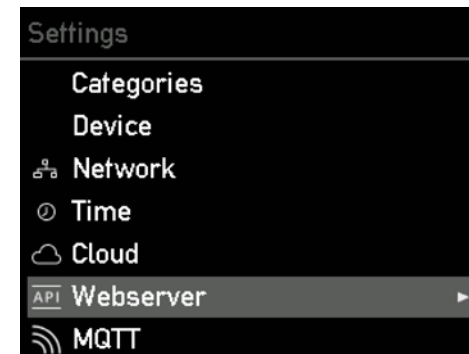 Settings
Categories
Device
Network
Time
Cloud
API Webserver
MQTT